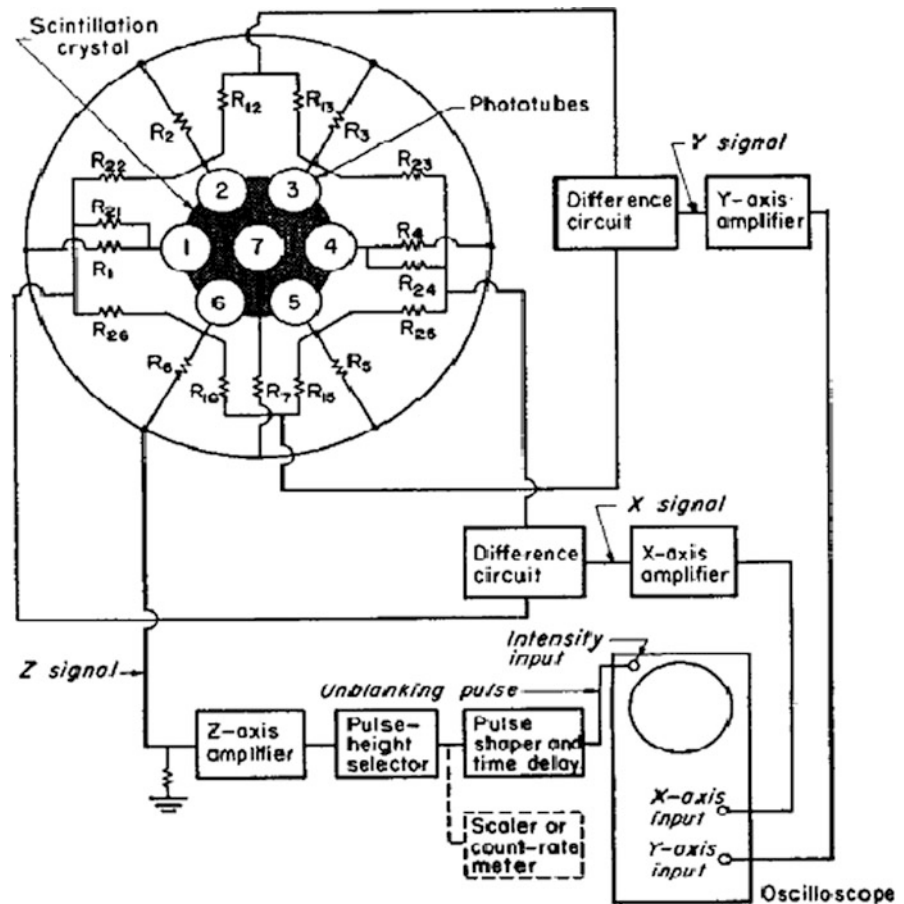 Scintillation
crystal
R12
R13
Phototubes
R2
R3
Y signal
R22
R23
2
3
Difference
circuit
Y-axis
amplifier
R21
R4
1
7
4
R1
R24
6
5
R26
R25
R6
R5
R16
R7
R15
X signal
Difference
circuit
X-axis
amplifier
Intensity
input
Z signal
Unblanking pulse
Z-axis
amplifier
Pulse-
height
selector
Pulse
shaper and
time delay
X-axis
input
Scaler or
count-rate
meter
Y-axis
input
Oscilloscope